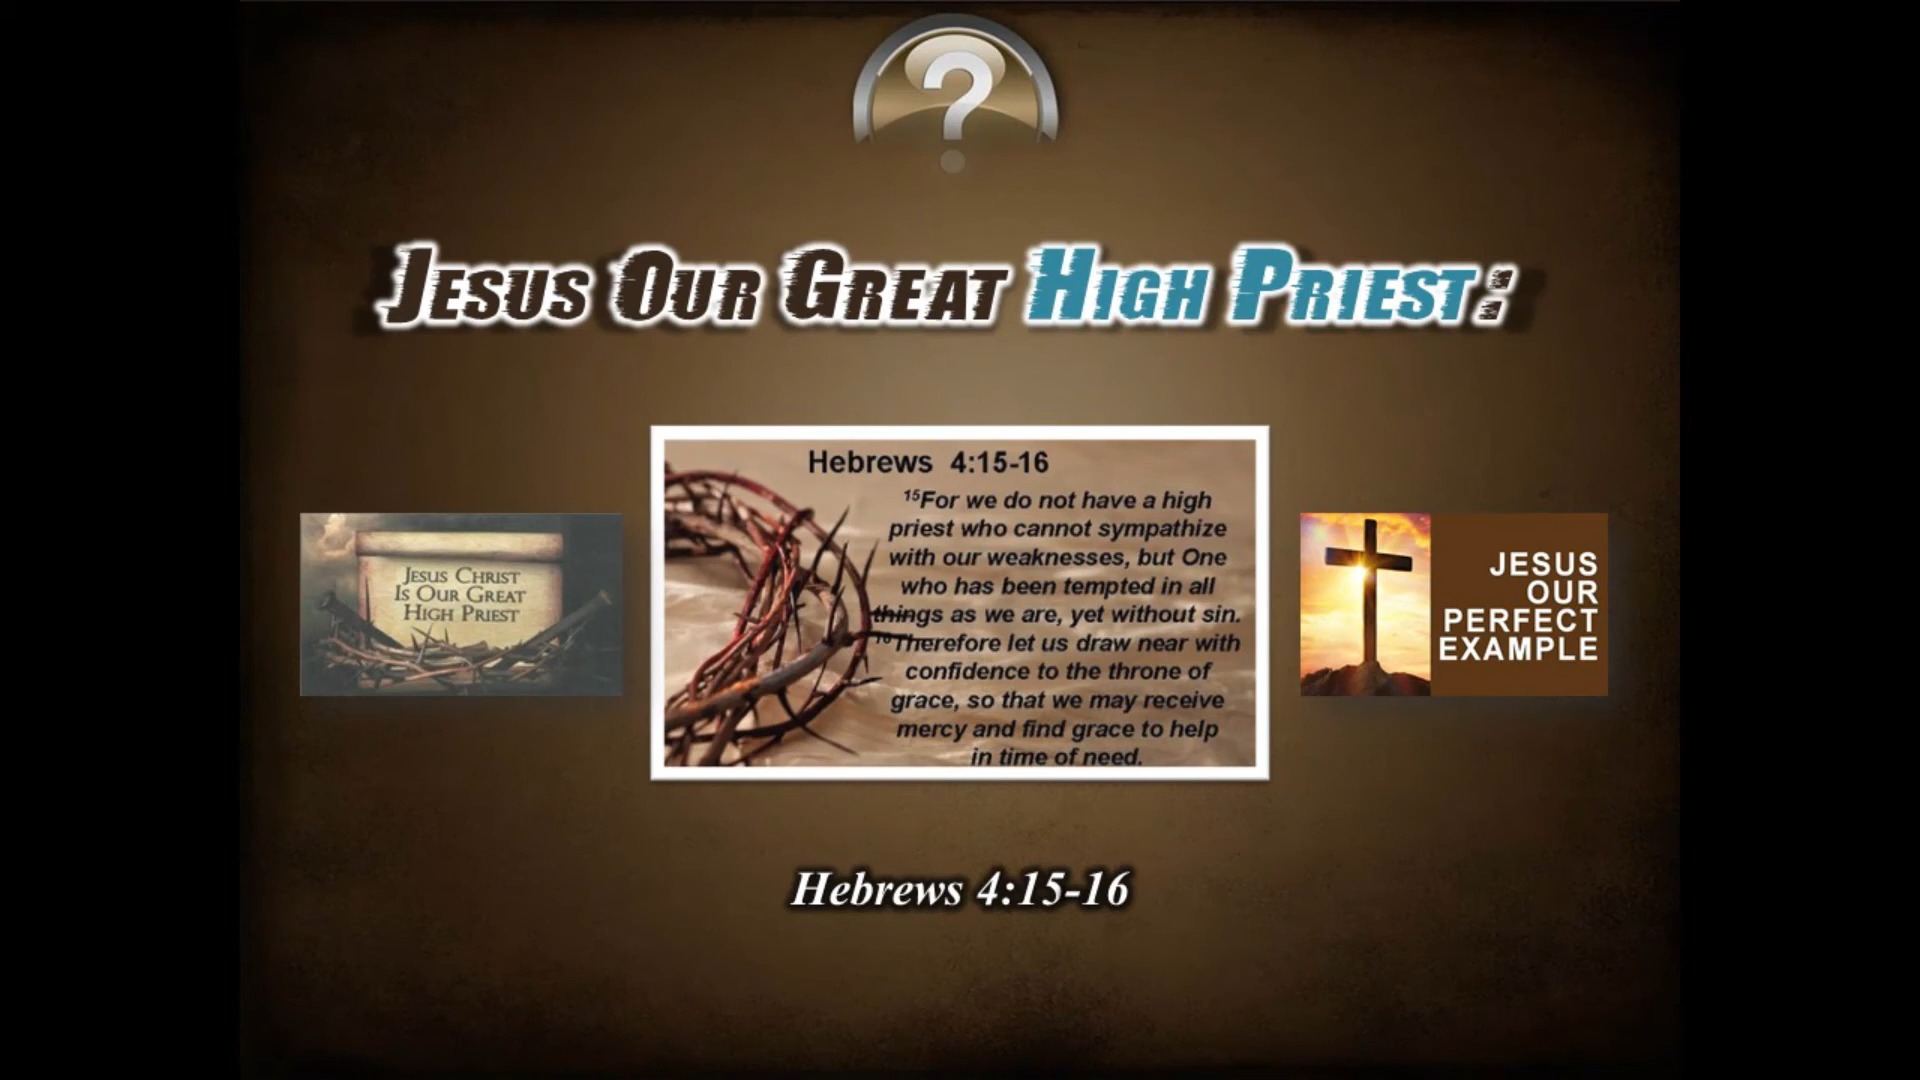 ?
Jesus Our Great High Priest:
Jesus Christ
Is Our Great
High Priest
Hebrews 4:15-16
15For we do not have a high
priest who cannot sympathize
with our weaknesses, but One
who has been tempted in all
things as we are, yet without sin.
16Therefore let us draw near with
confidence to the throne of
grace, so that we may receive
mercy and find grace to help
in time of need.
JESUS
OUR
PERFECT
EXAMPLE
Hebrews 4:15-16